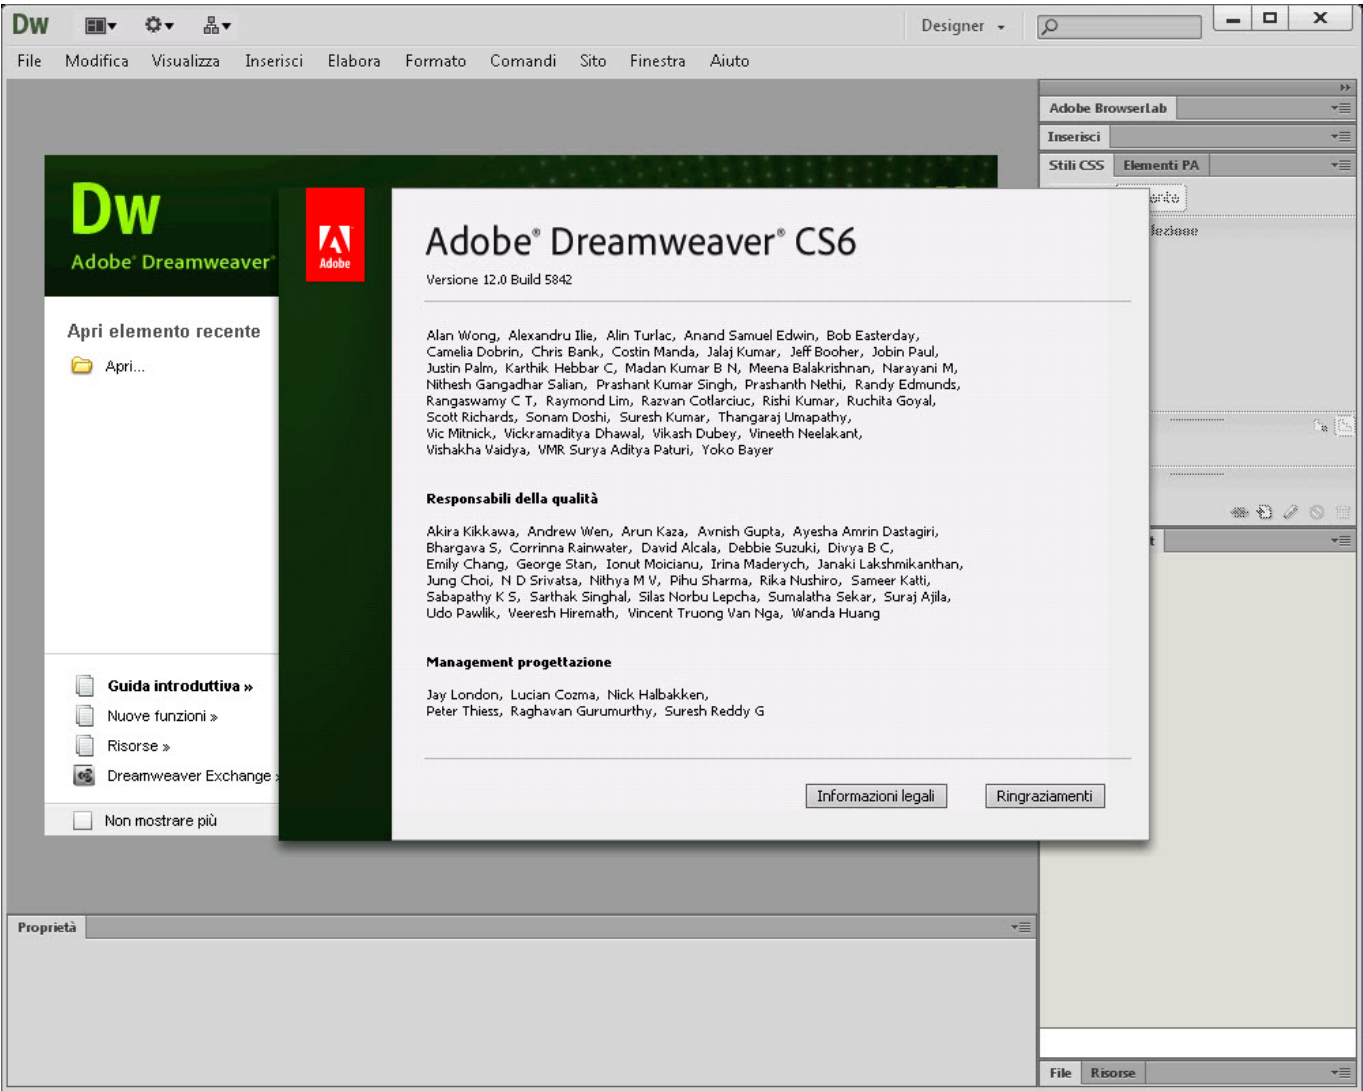 Dw
Designer
File Modifica Visualizza Inserisci Elabora Formato Comandi Sito Finestra Aiuto
Adobe BrowserLab
Inserisci
Stili CSS Elementi PA
Dw
Adobe® Dreamweaver®
Apri elemento recente
Apri...
Guida introduttiva »
Nuove funzioni »
Risorse »
Dreamweaver Exchange
Non mostrare più
Adobe
Adobe® Dreamweaver® CS6
Versione 12.0 Build 5842
Alan Wong, Alexandru Ilie, Alin Turlac, Anand Samuel Edwin, Bob Easterday,
Camelia Dobrin, Chris Bank, Costin Manda, Jalaj Kumar, Jeff Booher, Jobin Paul,
Justin Palm, Karthik Hebbar C, Madan Kumar B N, Meena Balakrishnan, Narayani M,
Nithesh Gangadhar Salian, Prashant Kumar Singh, Prashanth Nethi, Randy Edmunds,
Rangaswamy C T, Raymond Lim, Razvan Cotlarciuc, Rishi Kumar, Ruchita Goyal,
Scott Richards, Sonam Doshi, Suresh Kumar, Thangaraj Umapathy,
Vic Mitnick, Vickramaditya Dhawal, Vikash Dubey, Vineeth Neelakant,
Vishakha Vaidya, VMR Surya Aditya Paturi, Yoko Bayer
Responsabili della qualità
Akira Kikkawa, Andrew Wen, Arun Kaza, Avnish Gupta, Ayesha Amrin Dastagiri,
Bhargava S, Corrinna Rainwater, David Alcala, Debbie Suzuki, Divya B C,
Emily Chang, George Stan, Ionut Moicianu, Irina Maderych, Janaki Lakshmikanthan,
Jung Choi, N D Srivatsa, Nithya M V, Pihu Sharma, Rika Nushiro, Sameer Katti,
Sabapathy K S, Sarthak Singhal, Silas Norbu Lepcha, Sumalatha Sekar, Suraj Ajila,
Udo Pawlik, Veeresh Hiremath, Vincent Truong Van Nga, Wanda Huang
Management progettazione
Jay London, Lucian Cozma, Nick Halbakken,
Peter Thiess, Raghavan Gurumurthy, Suresh Reddy G
Informazioni legali Ringraziamenti
Proprietà
File Risorse